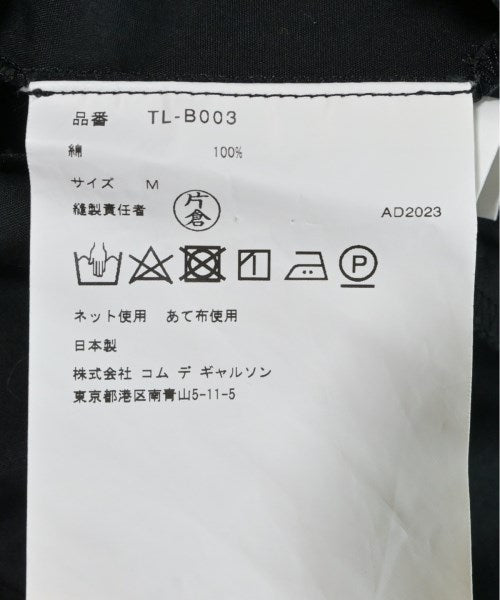 品番 TL-B003
綿 100%
サイズ M
縫製責任者 片倉 AD2023
P
ネット使用 あて布使用
日本製
株式会社 コム デ ギャルソン
東京都港区南青山5-11-5